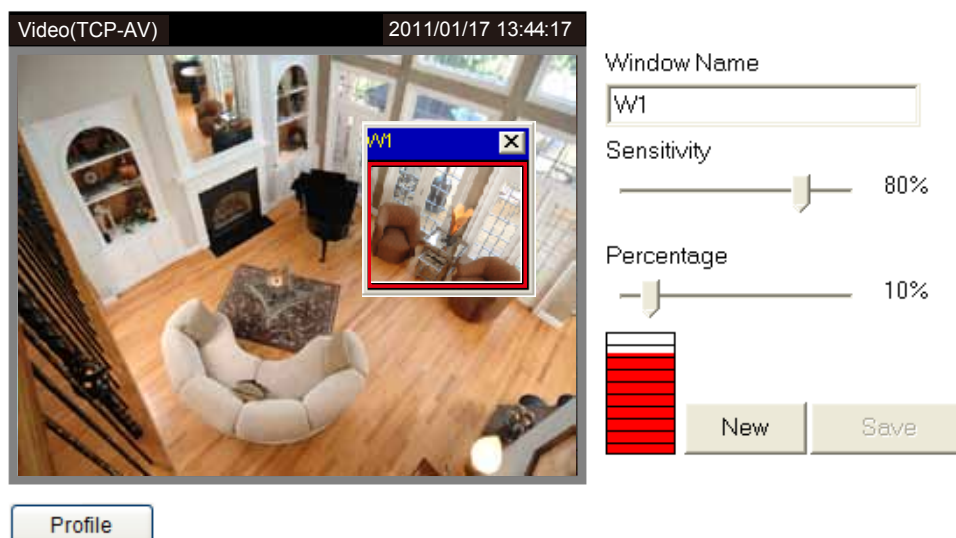 Video(TCP-AV) 2011/01/17 13:44:17
Window Name
W1
W1
Sensitivity
80%
Percentage
10%
New Save
Profile